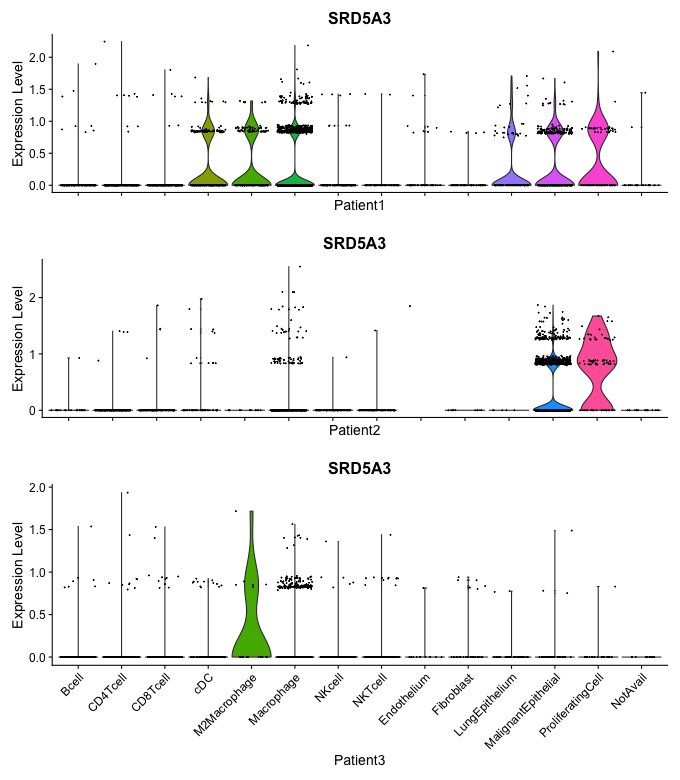 SRD5A3
Expression Level
2.0
1.5
1.0
0.5
0.0
Patient1
SRD5A3
Expression Level
2
1
0
Patient2
SRD5A3
Expression Level
2.0
1.5
1.0
0.5
0.0
Bcell
CD4Tcell
CD8Tcell
cDC
M2Macrophage
Macrophage
NKcell
NKTcell
Endothelium
Fibroblast
LungEpithelium
MalignantEpithelial
ProliferatingCell
NotAvail
Patient3